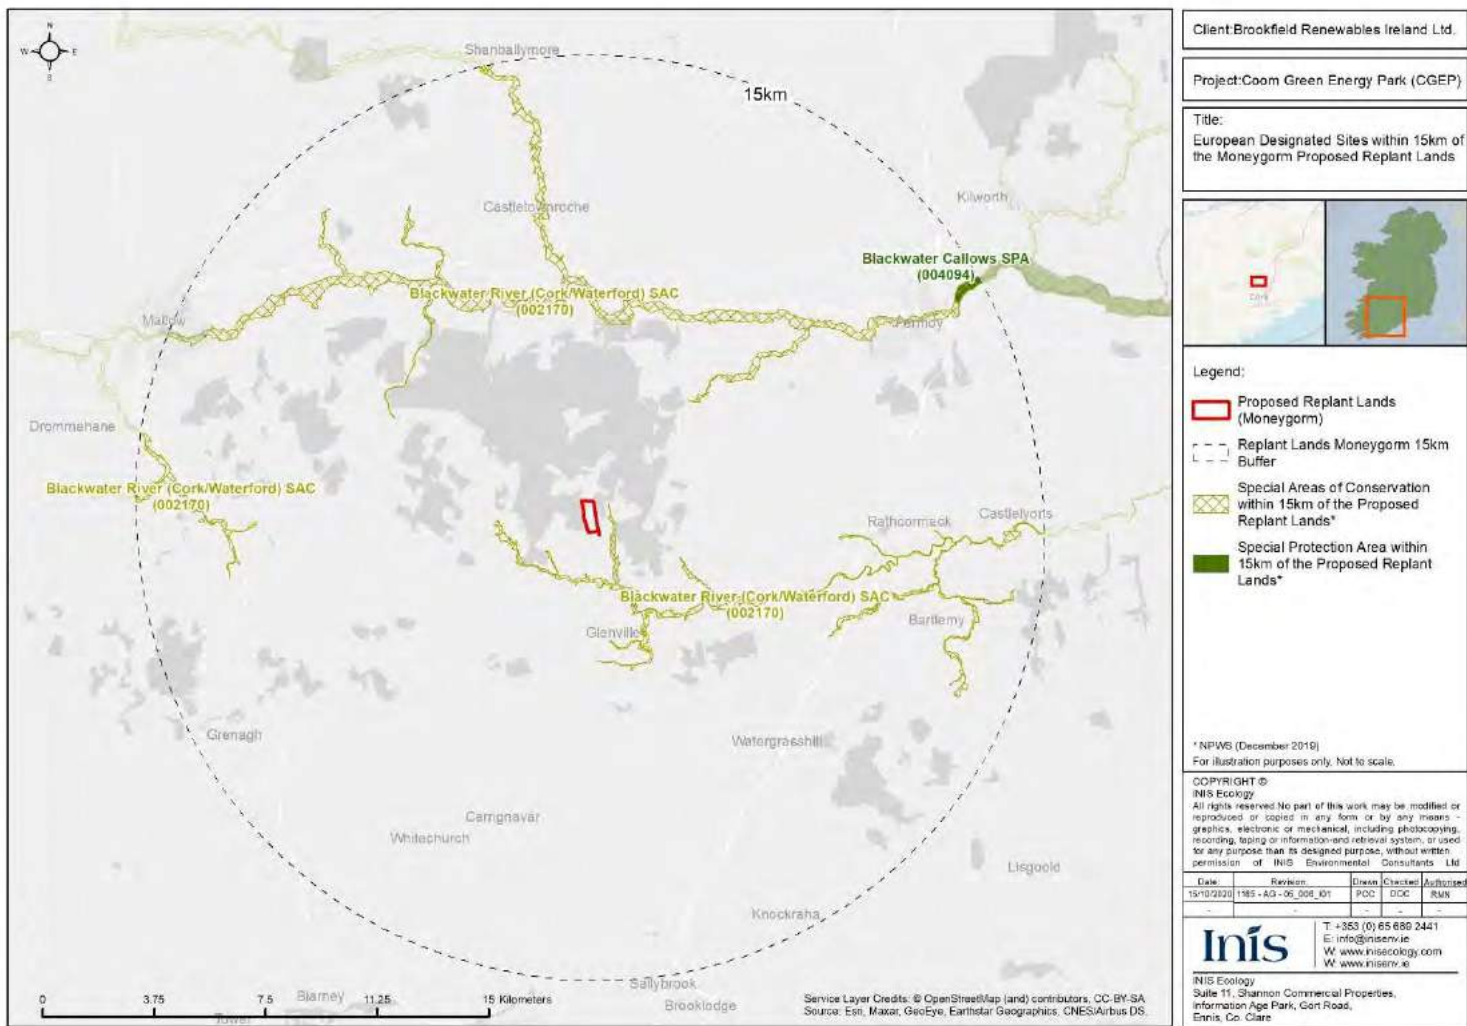 N
W
E
S
Shanballymore
15km
Castletownroche
Kilworth
Blackwater Callows SPA
(004094)
Blackwater River (Cork/Waterford) SAC
(002170)
Mallow
Fermoy
Drommehane
Blackwater River (Cork/Waterford) SAC
(002170)
Rathcormack
Castlelyons
Blackwater River (Cork/Waterford) SAC
(002170)
Glenville
Bartlemy
Grenagh
Watergrasshill
Carrignavar
Whitechurch
Lisgoold
Knockraha
Sallybrook
Blarney
Brooklodge
Tower
0 3.75 7.5 11.25 15 Kilometers
Service Layer Credits: © OpenStreetMap (and) contributors, CC-BY-SA
Source: Esri, Maxar, GeoEye, Earthstar Geographics, CNES/Airbus DS,
Client:Brookfield Renewables Ireland Ltd.
Project:Coom Green Energy Park (CGEP)
Title:
European Designated Sites within 15km of
the Moneygorm Proposed Replant Lands
Cork
Legend:
Proposed Replant Lands
(Moneygorm)
Replant Lands Moneygorm 15km
Buffer
Special Areas of Conservation
within 15km of the Proposed
Replant Lands*
Special Protection Area within
15km of the Proposed Replant
Lands*
* NPWS (December 2019)
For illustration purposes only, Not to scale.
COPYRIGHT ©
INIS Ecology
All rights reserved.No part of this work may be modified or
reproduced or copied in any form or by any means -
graphics, electronic or mechanical, including photocopying,
recording, taping or information-and retrieval system, or used
for any purpose than its designed purpose, without written
permission of INIS Environmental Consultants Ltd
Date: Revision: Drawn Checked Authorised
15/10/2020 POC DOC
- - - - -
Inis
T: +353 (0) 65 689 2441
E: info@inisenv.ie
W: www.inisecology.com
W: www.inisenv.ie
INIS Ecology
Suite 11, Shannon Commercial Properties,
Information Age Park, Gort Road,
Ennis, Co. Clare